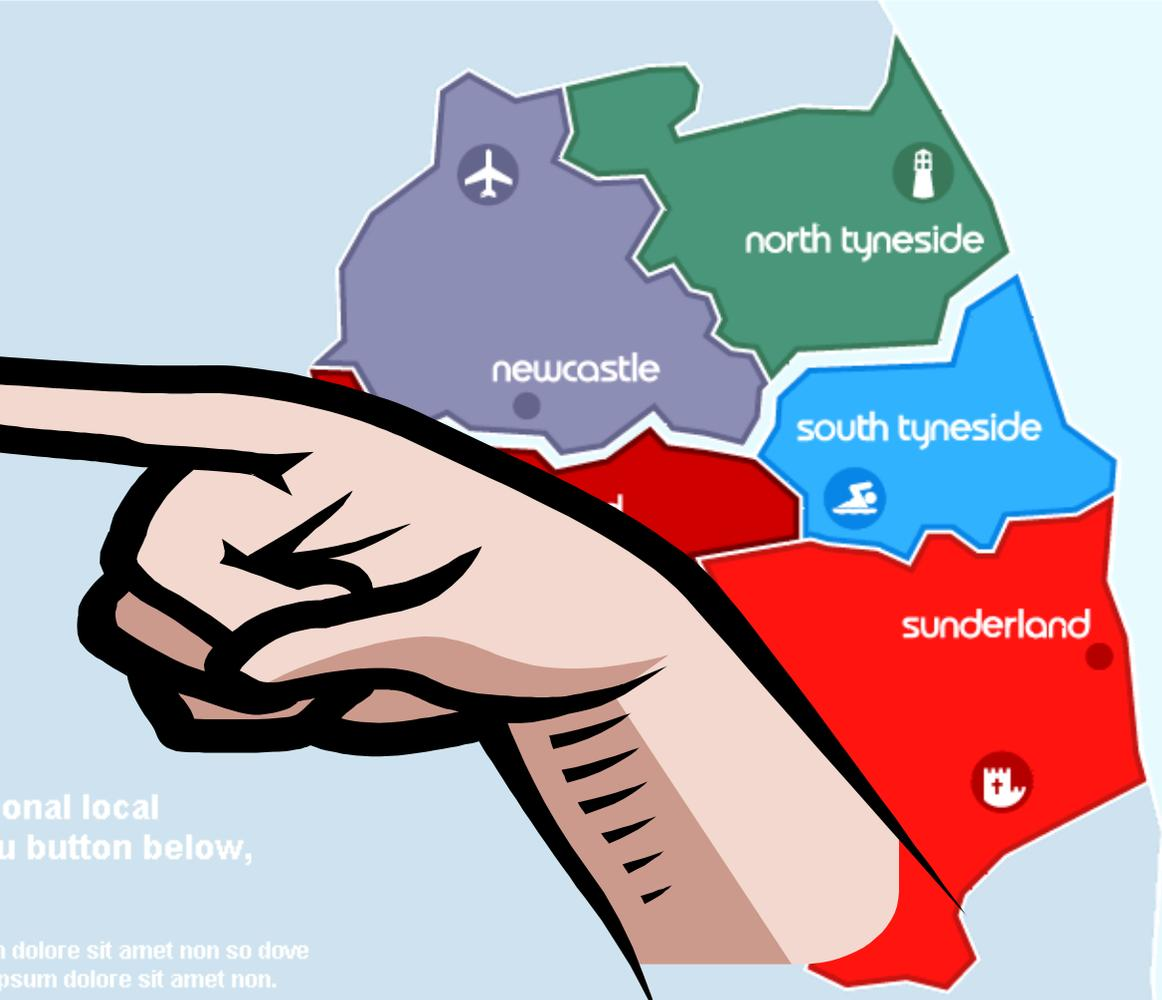 north tyneside
newcastle
south tyneside
d
sunderland
onal local
u button below,
n dolore sit amet non so dove
psum dolore sit amet non.